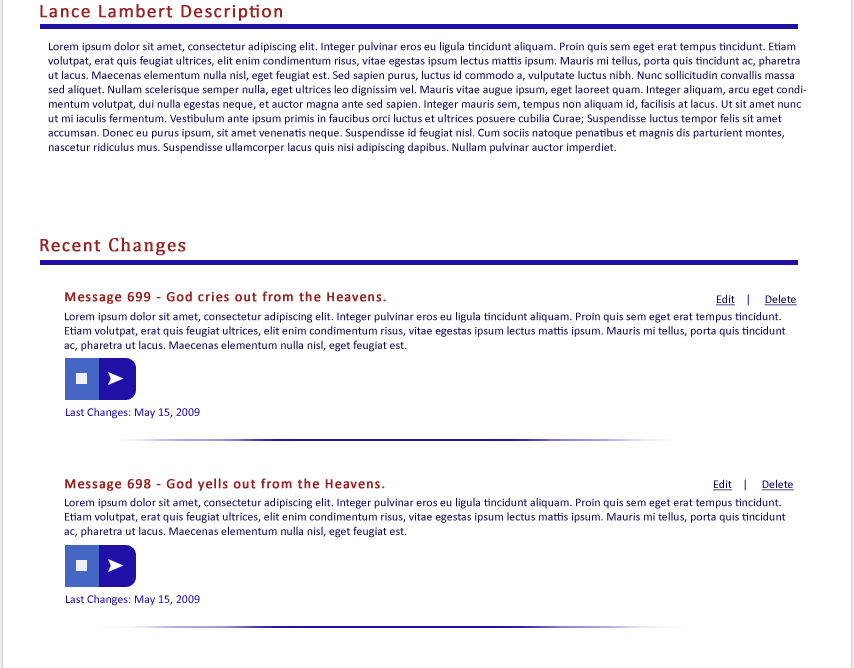 Lance Lambert Description
Lorem ipsum dolor sit amet, consectetur adipiscing elit. Integer pulvinar eros eu ligula tincidunt aliquam. Proin quis sem eget erat tempus tincidunt. Etiam
volutpat, erat quis feugiat ultrices, elit enim condimentum risus, vitae egestas ipsum lectus mattis ipsum. Mauris mi tellus, porta quis tincidunt ac, pharetra
ut lacus. Maecenas elementum nulla nisl, eget feugiat est. Sed sapien purus, luctus id commodo a, vulputate luctus nibh. Nunc sollicitudin convallis massa
sed aliquet. Nullam scelerisque semper nulla, eget ultrices leo dignissim vel. Mauris vitae augue ipsum, eget laoreet quam. Integer aliquam, arcu eget condi-
mentum volutpat, dui nulla egestas neque, et auctor magna ante sed sapien. Integer mauris sem, tempus non aliquam id, facilisis at lacus. Ut sit amet nunc
ut mi iaculis fermentum. Vestibulum ante ipsum primis in faucibus orci luctus et ultrices posuere cubilia Curae; Suspendisse luctus tempor felis sit amet
accumsan. Donec eu purus ipsum, sit amet venenatis neque. Suspendisse id feugiat nisl. Cum sociis natoque penatibus et magnis dis parturient montes,
nascetur ridiculus mus. Suspendisse ullamcorper lacus quis nisi adipiscing dapibus. Nullam pulvinar auctor imperdiet.
Recent Changes
Message 699 - God cries out from the Heavens.
Edit | Delete
Lorem ipsum dolor sit amet, consectetur adipiscing elit. Integer pulvinar eros eu ligula tincidunt aliquam. Proin quis sem eget erat tempus tincidunt.
Etiam volutpat, erat quis feugiat ultrices, elit enim condimentum risus, vitae egestas ipsum lectus mattis ipsum. Mauris mi tellus, porta quis tincidunt
ac, pharetra ut lacus. Maecenas elementum nulla nisl, eget feugiat est.
Last Changes: May 15, 2009
Message 698 - God yells out from the Heavens.
Edit | Delete
Lorem ipsum dolor sit amet, consectetur adipiscing elit. Integer pulvinar eros eu ligula tincidunt aliquam. Proin quis sem eget erat tempus tincidunt.
Etiam volutpat, erat quis feugiat ultrices, elit enim condimentum risus, vitae egestas ipsum lectus mattis ipsum. Mauris mi tellus, porta quis tincidunt
ac, pharetra ut lacus. Maecenas elementum nulla nisl, eget feugiat est.
Last Changes: May 15, 2009